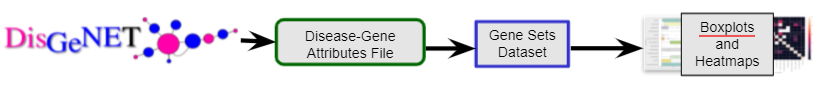 DisGeNET
Disease-Gene
Attributes File
Gene Sets
Dataset
Boxplots
and
Heatmaps